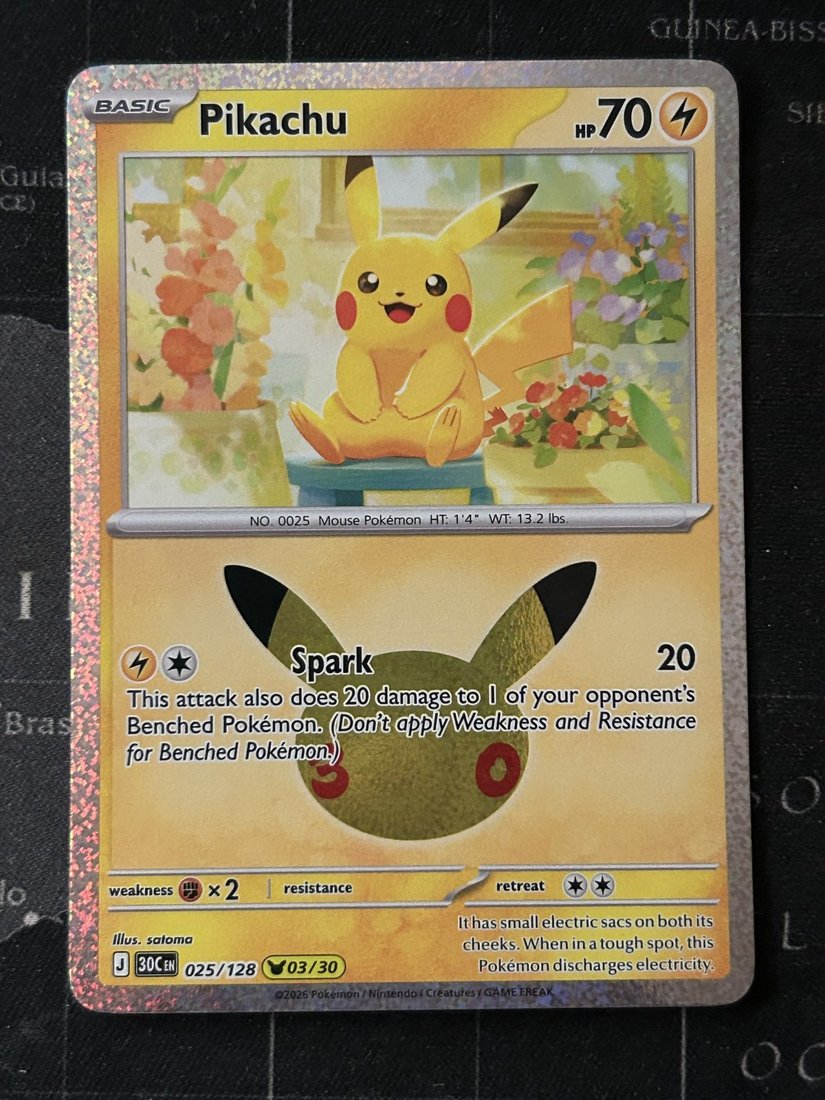 GUINEA-BISS
BASIC
Pikachu
HP 70
NO. 0025 Mouse Pokémon HT: 1'4" WT: 13.2 lbs.
Spark 20
This attack also does 20 damage to 1 of your opponent's
Benched Pokémon. (Don't apply Weakness and Resistance
for Benched Pokémon.)
30
weakness ×2 resistance retreat
It has small electric sacs on both its
cheeks. When in a tough spot, this
Pokémon discharges electricity.
Illus. satoma
J 30C EN 025/128 03/30
©2026 Pokémon / Nintendo / Creatures / GAME FREAK